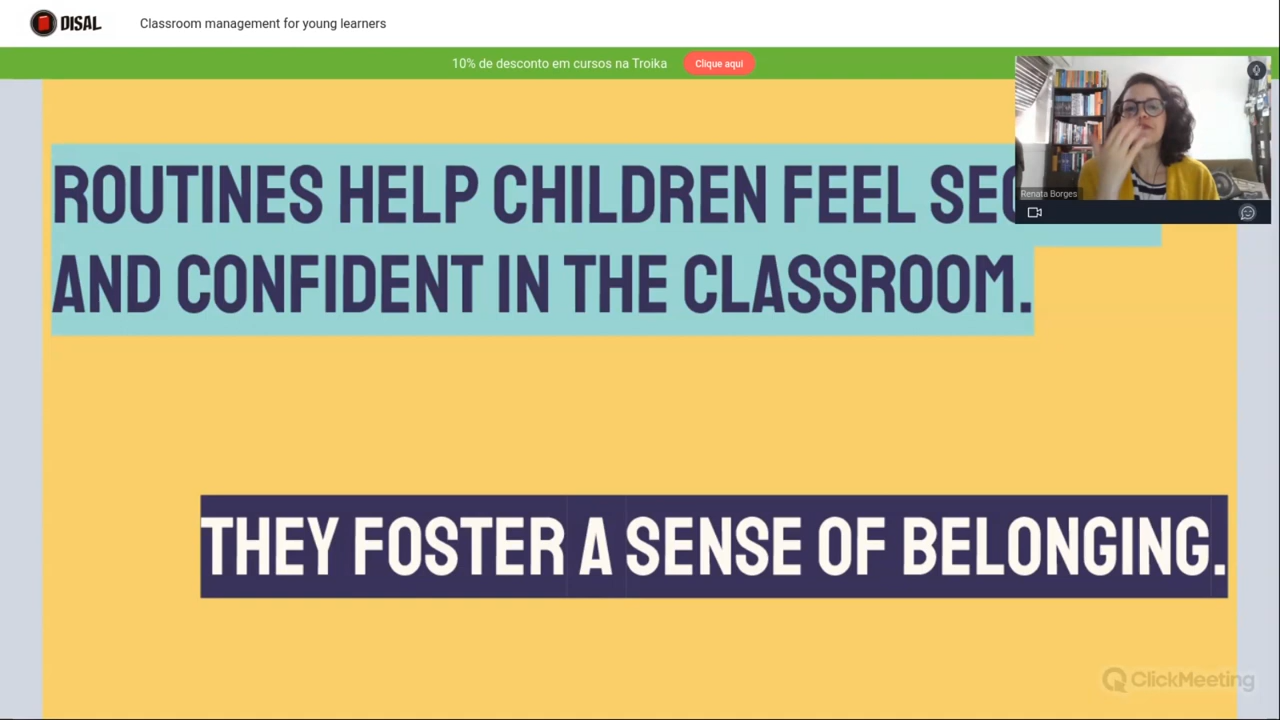 DISAL
Classroom management for young learners
10% de desconto em cursos na Troika
Clique aqui
Renata Borges
ROUTINES HELP CHILDREN FEEL
AND CONFIDENT IN THE CLASSROOM.
THEY FOSTER A SENSE OF BELONGING.
ClickMeeting